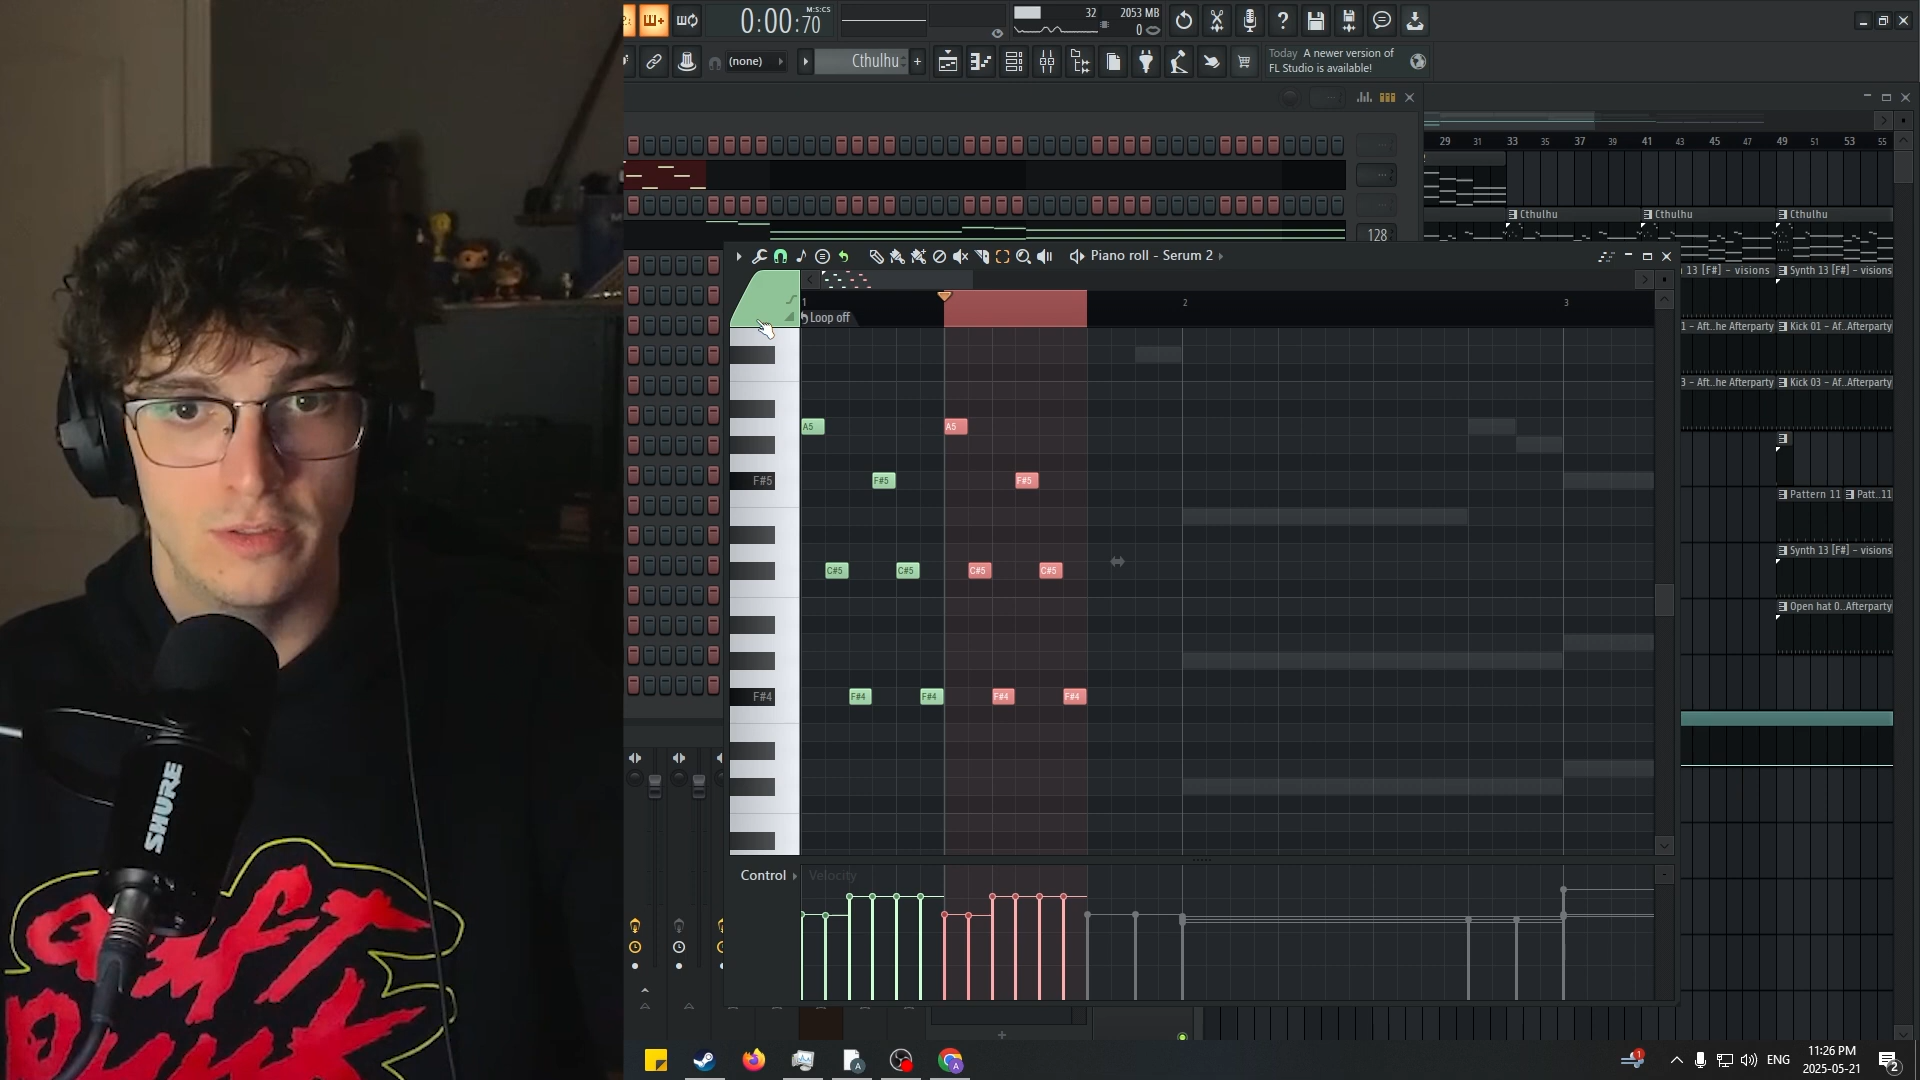 0:00:70
M:S:CS
32
2053 MB
0
(none)
Cthulhu
+
Today A newer version of
FL Studio is available!
29 33 35 37 39 41 43 45 47 49 51 53 55
128
Cthulhu
Cthulhu
Cthulhu
Piano roll - Serum 2
13 [F#] - visions
Synth 13 [F#] - visions
1 2 3
Loop off
1 - Aft..he Afterparty
Kick 01 - Af..Afterparty
3 - Aft..he Afterparty
Kick 03 - Af..Afterparty
A5
A5
F#5
F#5
F#5
Pattern 11
Patt..11
C#5
C#5
C#5
C#5
Synth 13 [F#] - visions
Open hat 0..Afterparty
F#4
F#4
F#4
F#4
F#4
Control
Velocity
SHURE
daft
Punk
ENG
11:26 PM
2025-05-21
2
1